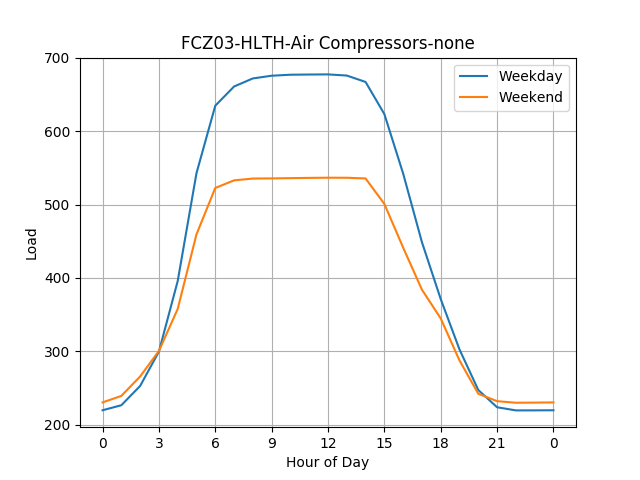 FCZ03-HLTH-Air Compressors-none
Weekday
Weekend
Load
700
600
500
400
300
200
0 3 6 9 12 15 18 21 0
Hour of Day